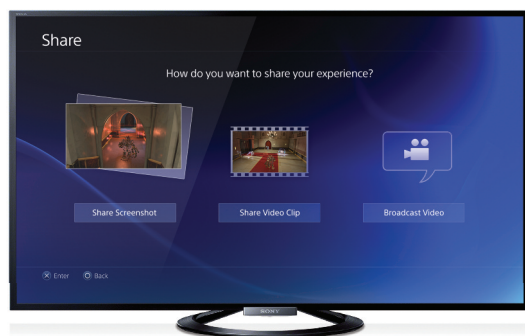 Share
How do you want to share your experience?
Share Screenshot
Share Video Clip
Broadcast Video
Enter
Back
SONY